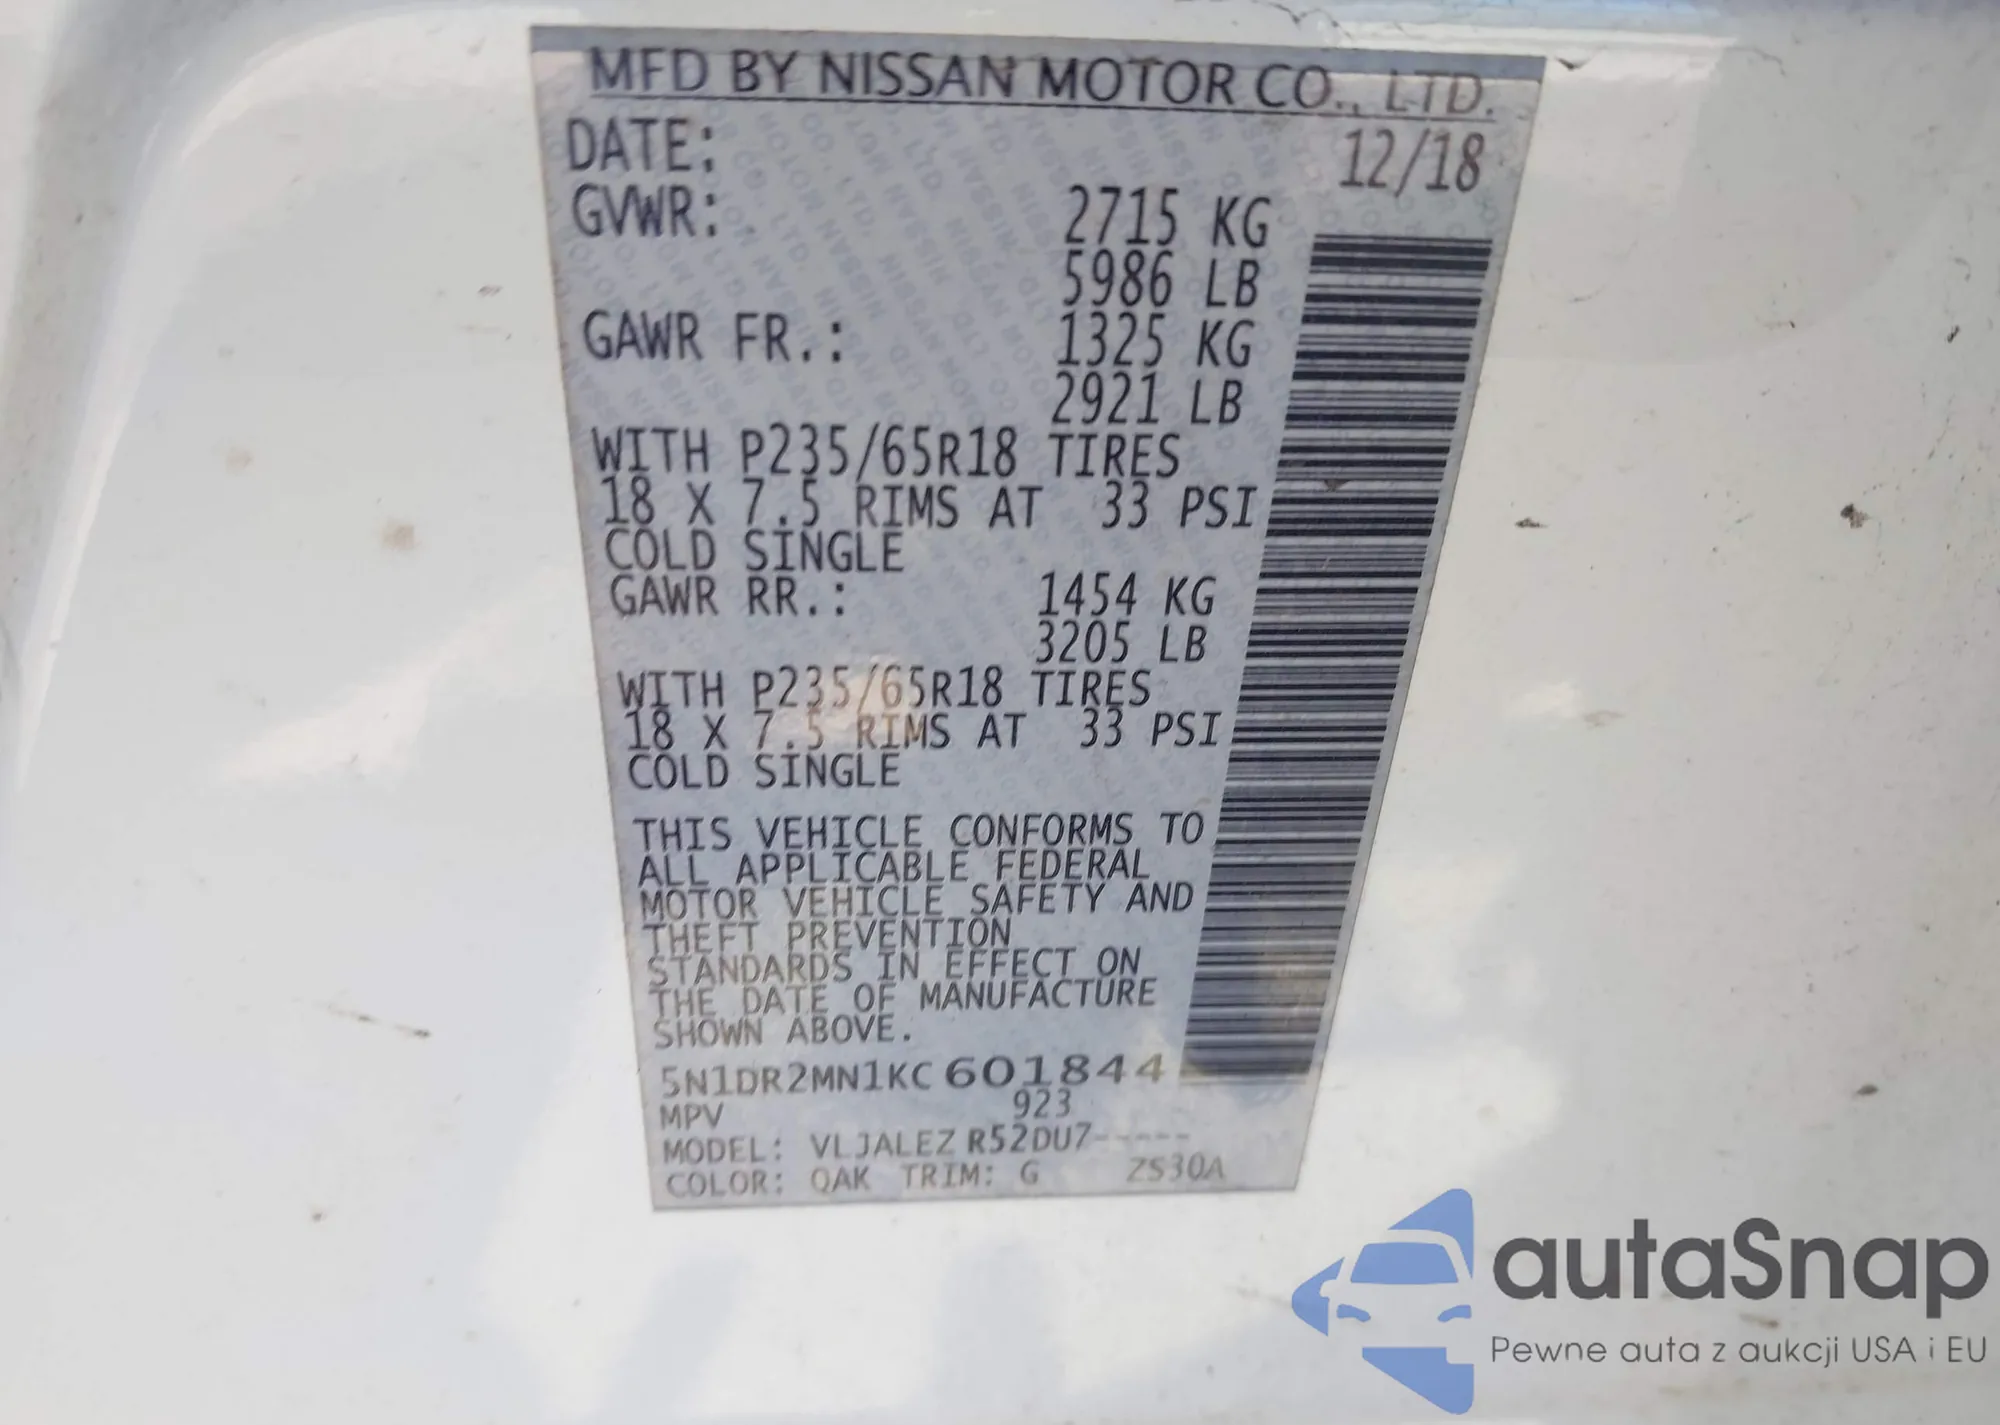 MFD BY NISSAN MOTOR CO., LTD.
DATE: 12/18
GVWR: 2715 KG
5986 LB
GAWR FR.: 1325 KG
2921 LB
WITH P235/65R18 TIRES
18 X 7.5 RIMS AT 33 PSI
COLD SINGLE
GAWR RR.: 1454 KG
3205 LB
WITH P235/65R18 TIRES
18 X 7.5 RIMS AT 33 PSI
COLD SINGLE
THIS VEHICLE CONFORMS TO
ALL APPLICABLE FEDERAL
MOTOR VEHICLE SAFETY AND
THEFT PREVENTION
STANDARDS IN EFFECT ON
THE DATE OF MANUFACTURE
SHOWN ABOVE.
5N1DR2MN1KC601844
MPV 923
MODEL: VLJALEZ R52DU7-----
COLOR: QAK TRIM: G ZS30A
autaSnap
Pewne auta z aukcji USA i EU